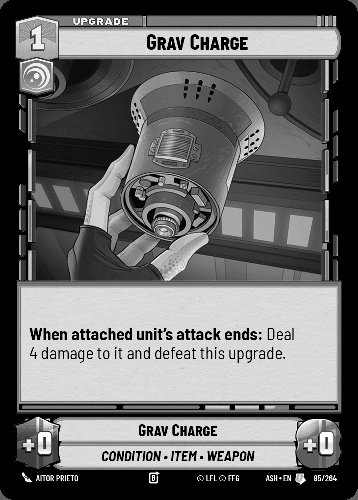 UPGRADE
1
GRAV CHARGE
When attached unit's attack ends: Deal
4 damage to it and defeat this upgrade.
+0
GRAV CHARGE
+0
CONDITION • ITEM • WEAPON
AITOR PRIETO
© LFL © FFG
ASH • EN
85/264